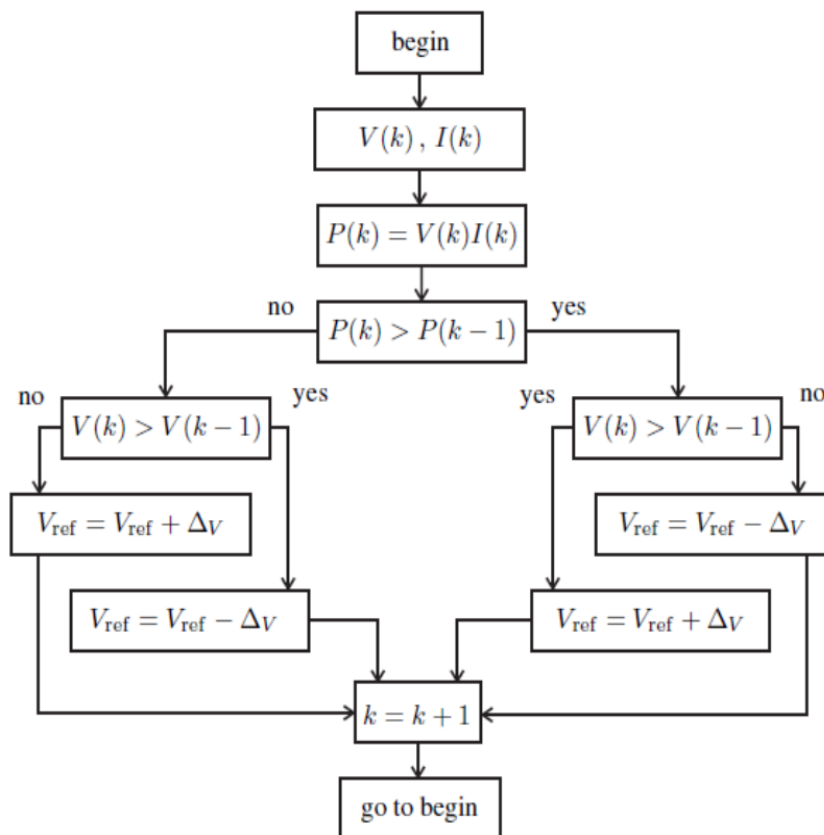 begin
V(k) , I(k)
P(k) = V(k)I(k)
no
yes
P(k) > P(k − 1)
no
yes
yes
no
V(k) > V(k − 1)
V(k) > V(k − 1)
V_ref = V_ref + Δ_V
V_ref = V_ref − Δ_V
V_ref = V_ref − Δ_V
V_ref = V_ref + Δ_V
k = k + 1
go to begin